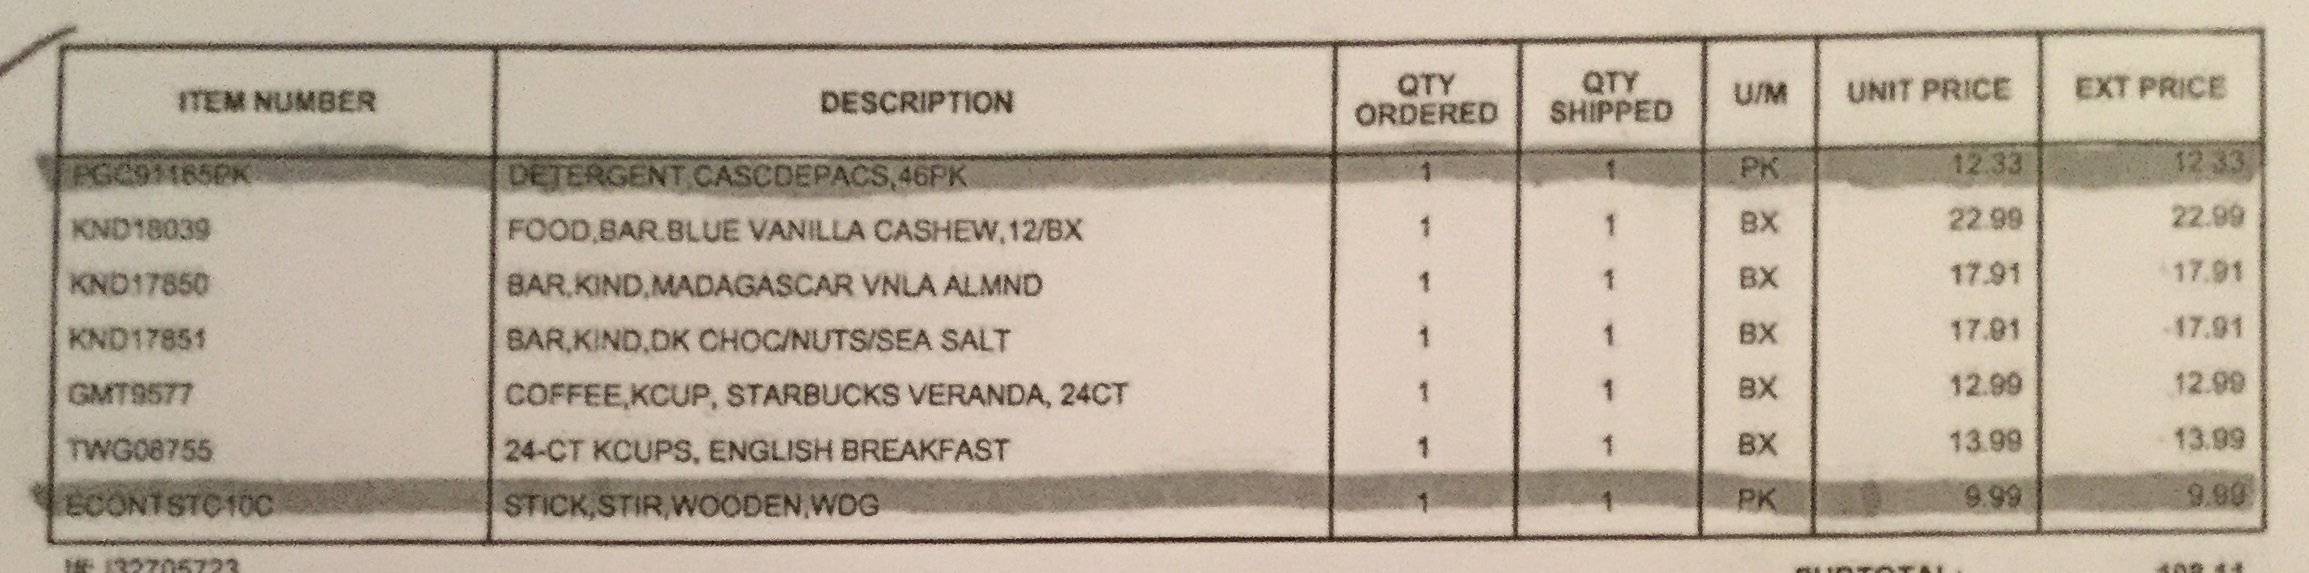 ITEM NUMBER DESCRIPTION QTY ORDERED QTY SHIPPED U/M UNIT PRICE EXT PRICE
PGC91165PK DETERGENT,CASCDEPACS,46PK 1 1 PK 12.33 12.33
KND18039 FOOD,BAR.BLUE VANILLA CASHEW,12/BX 1 1 BX 22.99 22.99
KND17850 BAR,KIND,MADAGASCAR VNLA ALMND 1 1 BX 17.91 17.91
KND17851 BAR,KIND,DK CHOC/NUTS/SEA SALT 1 1 BX 17.91 17.91
GMT9577 COFFEE,KCUP, STARBUCKS VERANDA, 24CT 1 1 BX 12.99 12.99
TWG08755 24-CT KCUPS, ENGLISH BREAKFAST 1 1 BX 13.99 13.99
ECONTSTC10C STICK,STIR,WOODEN,WDG 1 1 PK 9.99 9.99
SUBTOTAL: 108.11